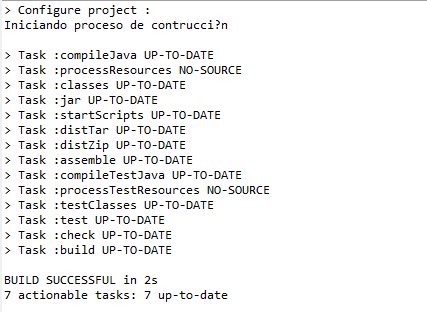 > Configure project :
Iniciando proceso de contrucci?n
> Task :compileJava UP-TO-DATE
> Task :processResources NO-SOURCE
> Task :classes UP-TO-DATE
> Task :jar UP-TO-DATE
> Task :startScripts UP-TO-DATE
> Task :distTar UP-TO-DATE
> Task :distZip UP-TO-DATE
> Task :assemble UP-TO-DATE
> Task :compileTestJava UP-TO-DATE
> Task :processTestResources NO-SOURCE
> Task :testClasses UP-TO-DATE
> Task :test UP-TO-DATE
> Task :check UP-TO-DATE
> Task :build UP-TO-DATE
BUILD SUCCESSFUL in 2s
7 actionable tasks: 7 up-to-date